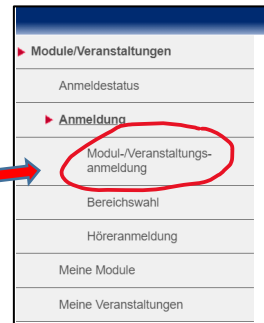 Module/Veranstaltungen
Anmeldestatus
Anmeldung
Modul-/Veranstaltungs-
anmeldung
Bereichswahl
Höreranmeldung
Meine Module
Meine Veranstaltungen